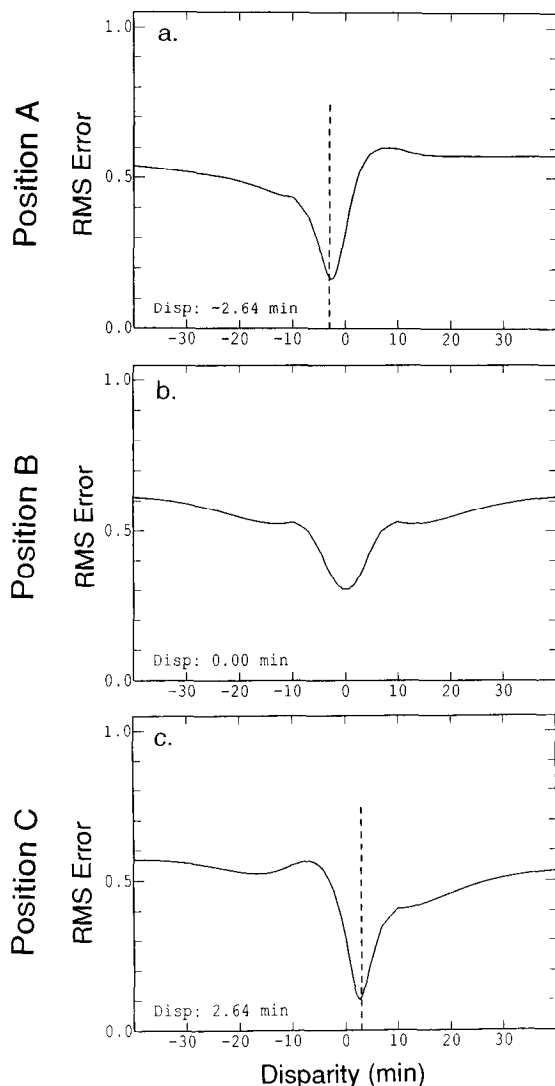 a.
Position A
RMS Error
1.0
0.5
0.0
Disp: -2.64 min
-30 -20 -10 0 10 20 30
b.
Position B
RMS Error
1.0
0.5
0.0
Disp: 0.00 min
-30 -20 -10 0 10 20 30
c.
Position C
RMS Error
1.0
0.5
0.0
Disp: 2.64 min
-30 -20 -10 0 10 20 30
Disparity (min)